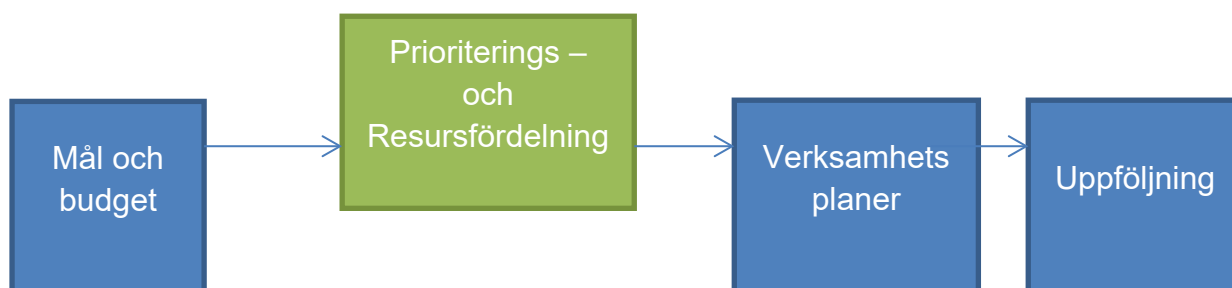 Mål och
budget
Prioriterings –
och
Resursfördelning
Verksamhets
planer
Uppföljning